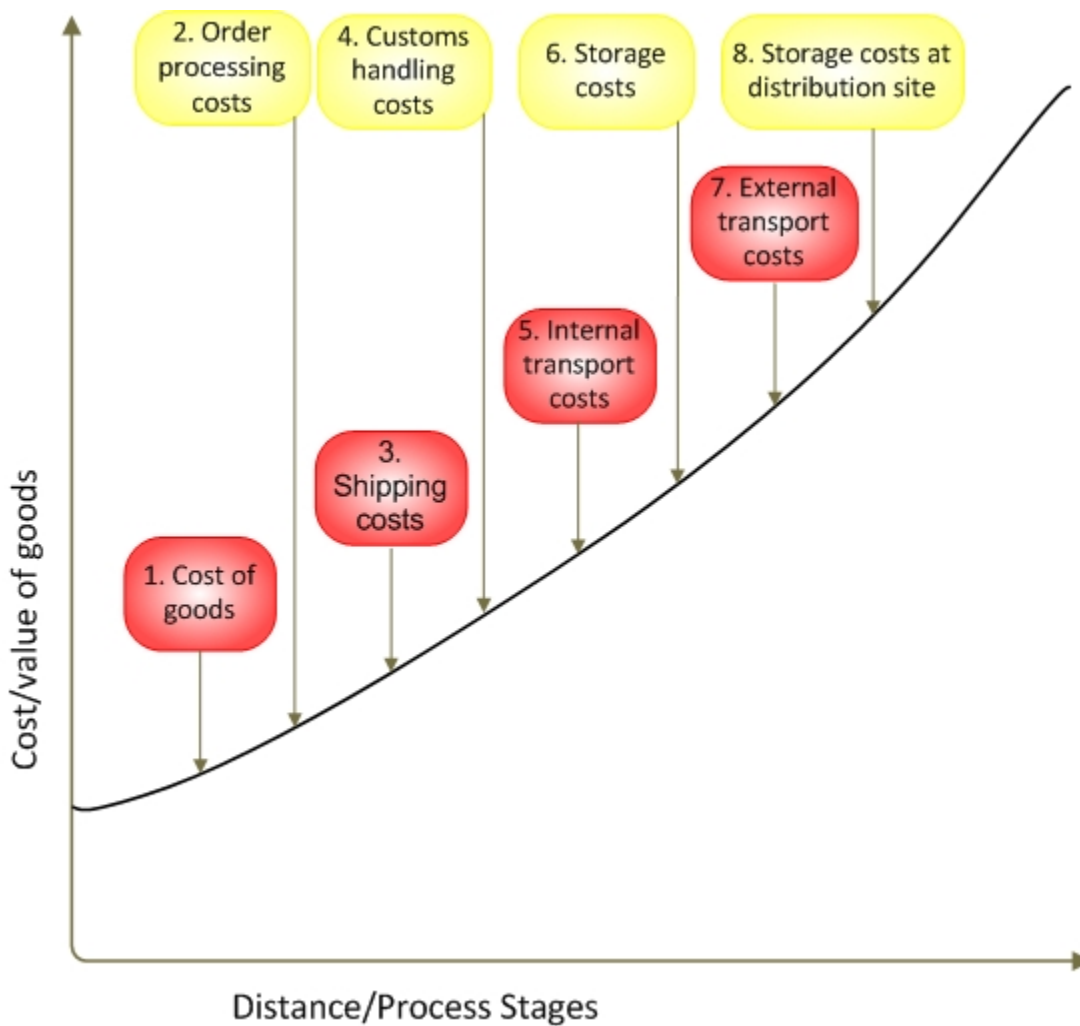 2. Order
processing
costs
4. Customs
handling
costs
6. Storage
costs
8. Storage costs at
distribution site
7. External
transport
costs
5. Internal
transport
costs
3.
Shipping
costs
1. Cost of
goods
Cost/value of goods
Distance/Process Stages